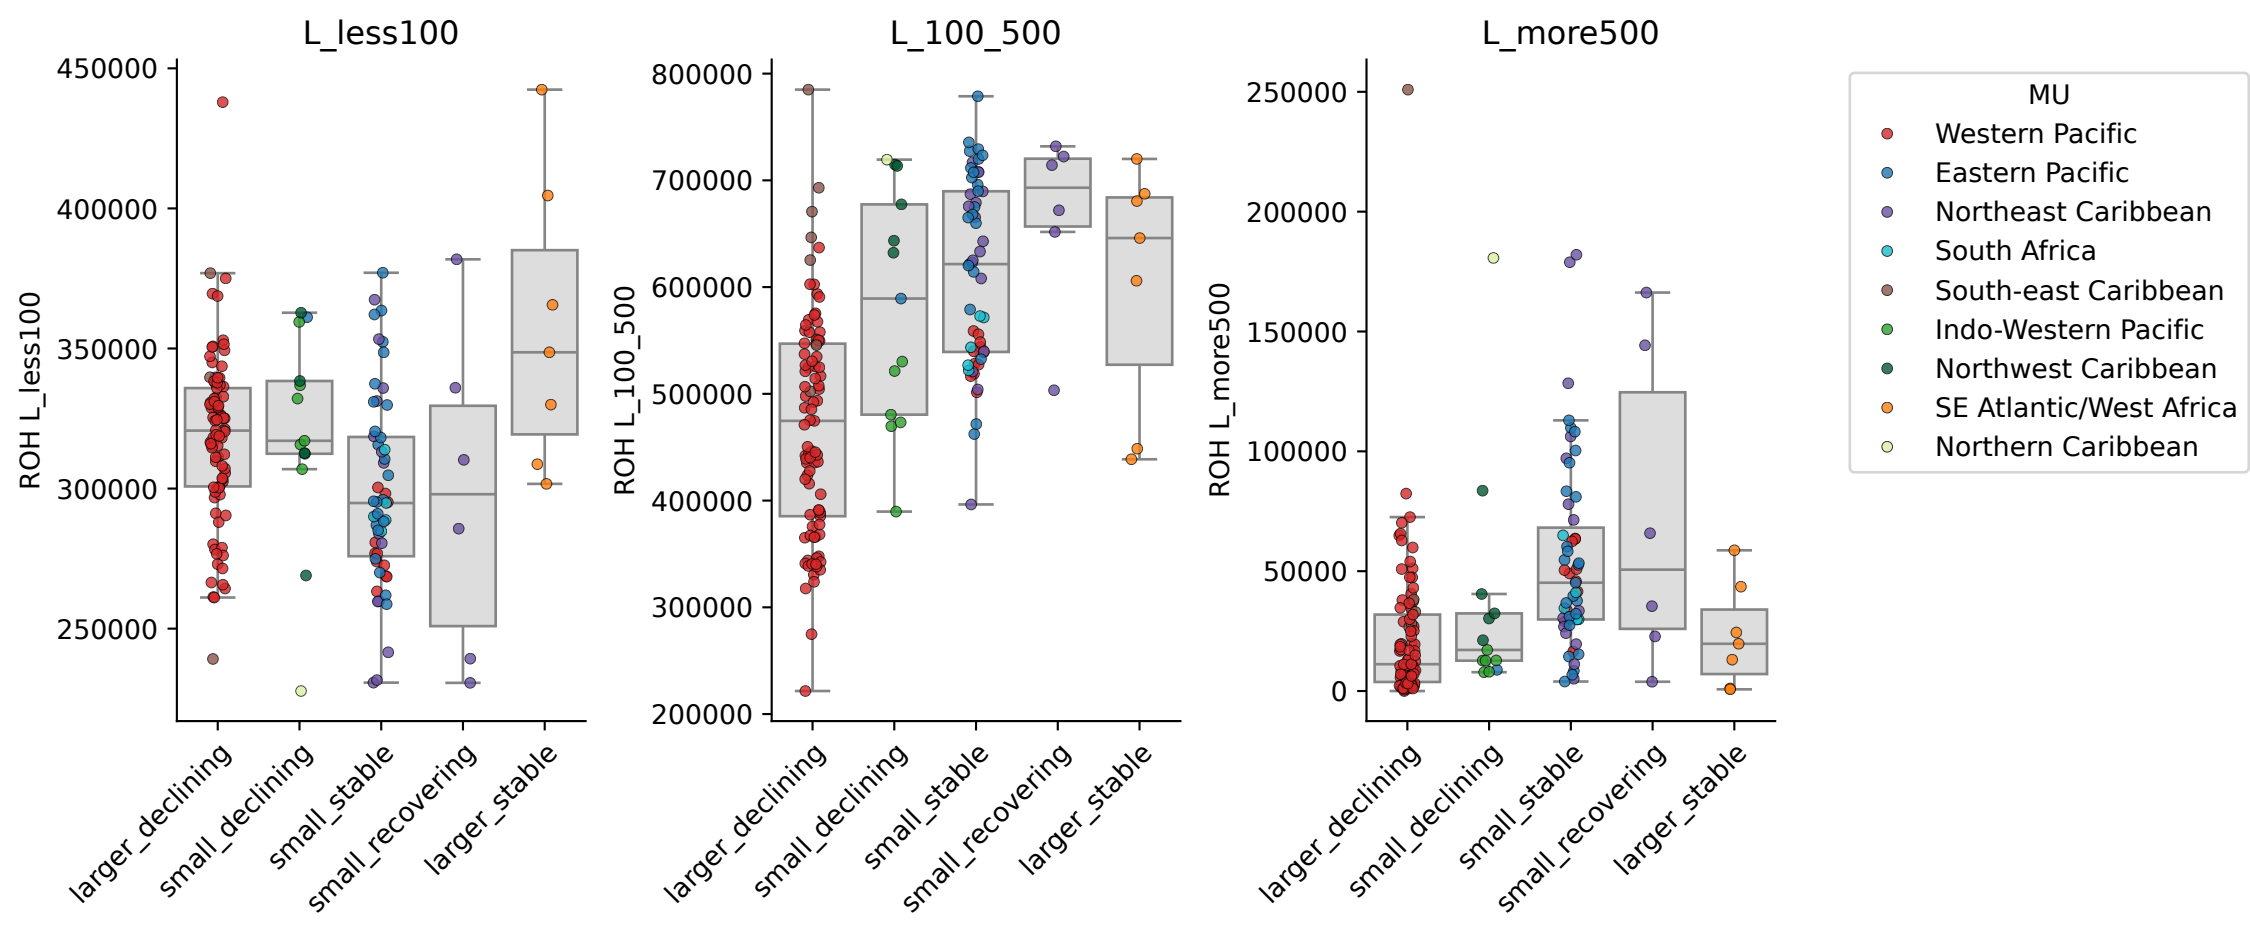 L_less100
ROH L_less100
450000
400000
350000
300000
250000
larger_declining
small_declining
small_stable
small_recovering
larger_stable
L_100_500
ROH L_100_500
800000
700000
600000
500000
400000
300000
200000
larger_declining
small_declining
small_stable
small_recovering
larger_stable
L_more500
ROH L_more500
250000
200000
150000
100000
50000
0
larger_declining
small_declining
small_stable
small_recovering
larger_stable
MU
Western Pacific
Eastern Pacific
Northeast Caribbean
South Africa
South-east Caribbean
Indo-Western Pacific
Northwest Caribbean
SE Atlantic/West Africa
Northern Caribbean